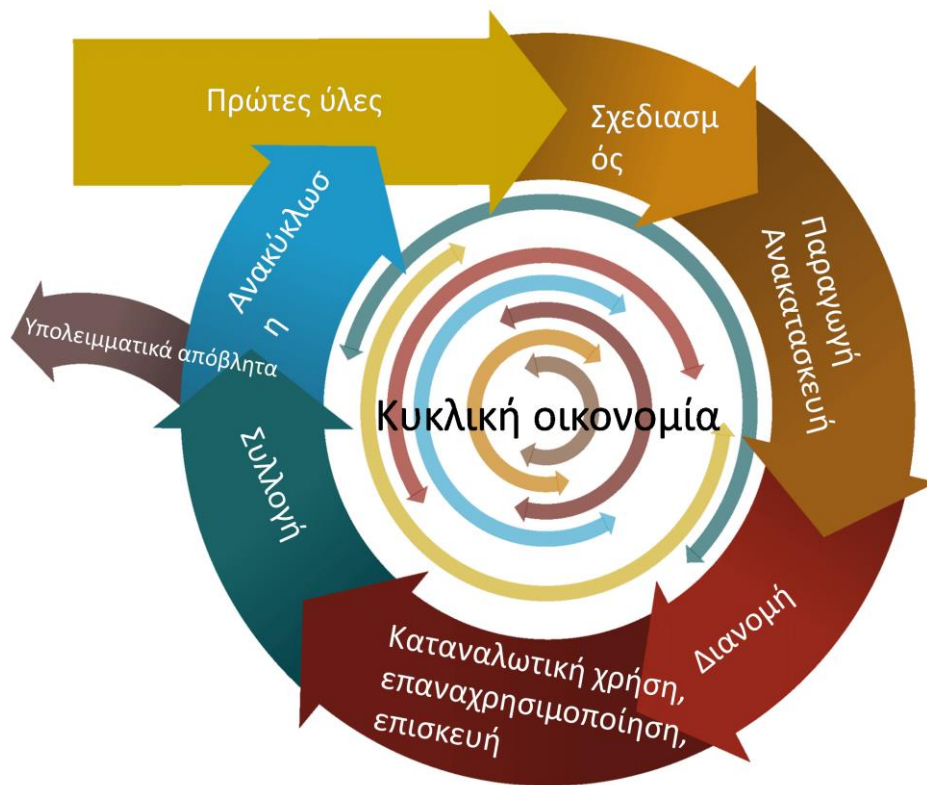 Πρώτες ύλες
Σχεδιασμ
ός
Παραγωγή
Ανακατασκευή
Διανομή
Καταναλωτική χρήση,
επαναχρησιμοποίηση,
επισκευή
Συλλογή
Ανακύκλωσ
η
Υπολειμματικά απόβλητα
Κυκλική οικονομία